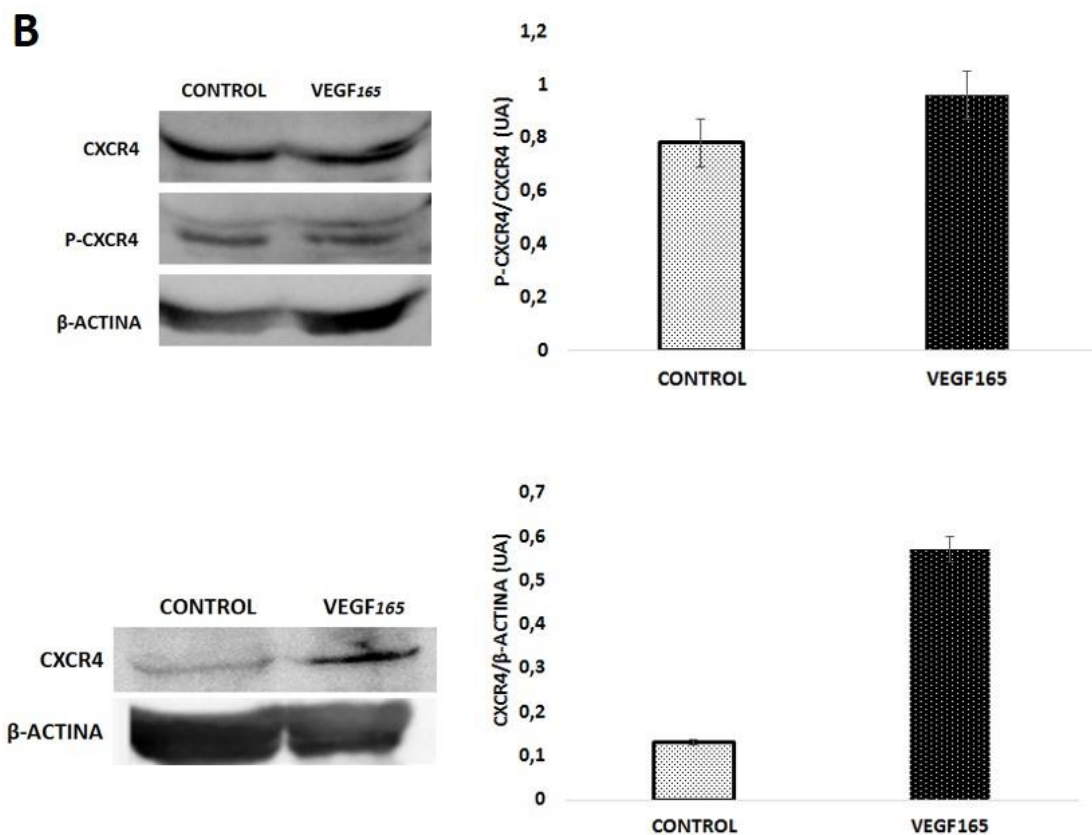 B
CONTROL VEGF165
CXCR4
P-CXCR4
β-ACTINA
P-CXCR4/CXCR4 (UA)
1,2
1
0,8
0,6
0,4
0,2
0
CONTROL VEGF165
CONTROL VEGF165
CXCR4
β-ACTINA
CXCR4/β-ACTINA (UA)
0,7
0,6
0,5
0,4
0,3
0,2
0,1
0
CONTROL VEGF165